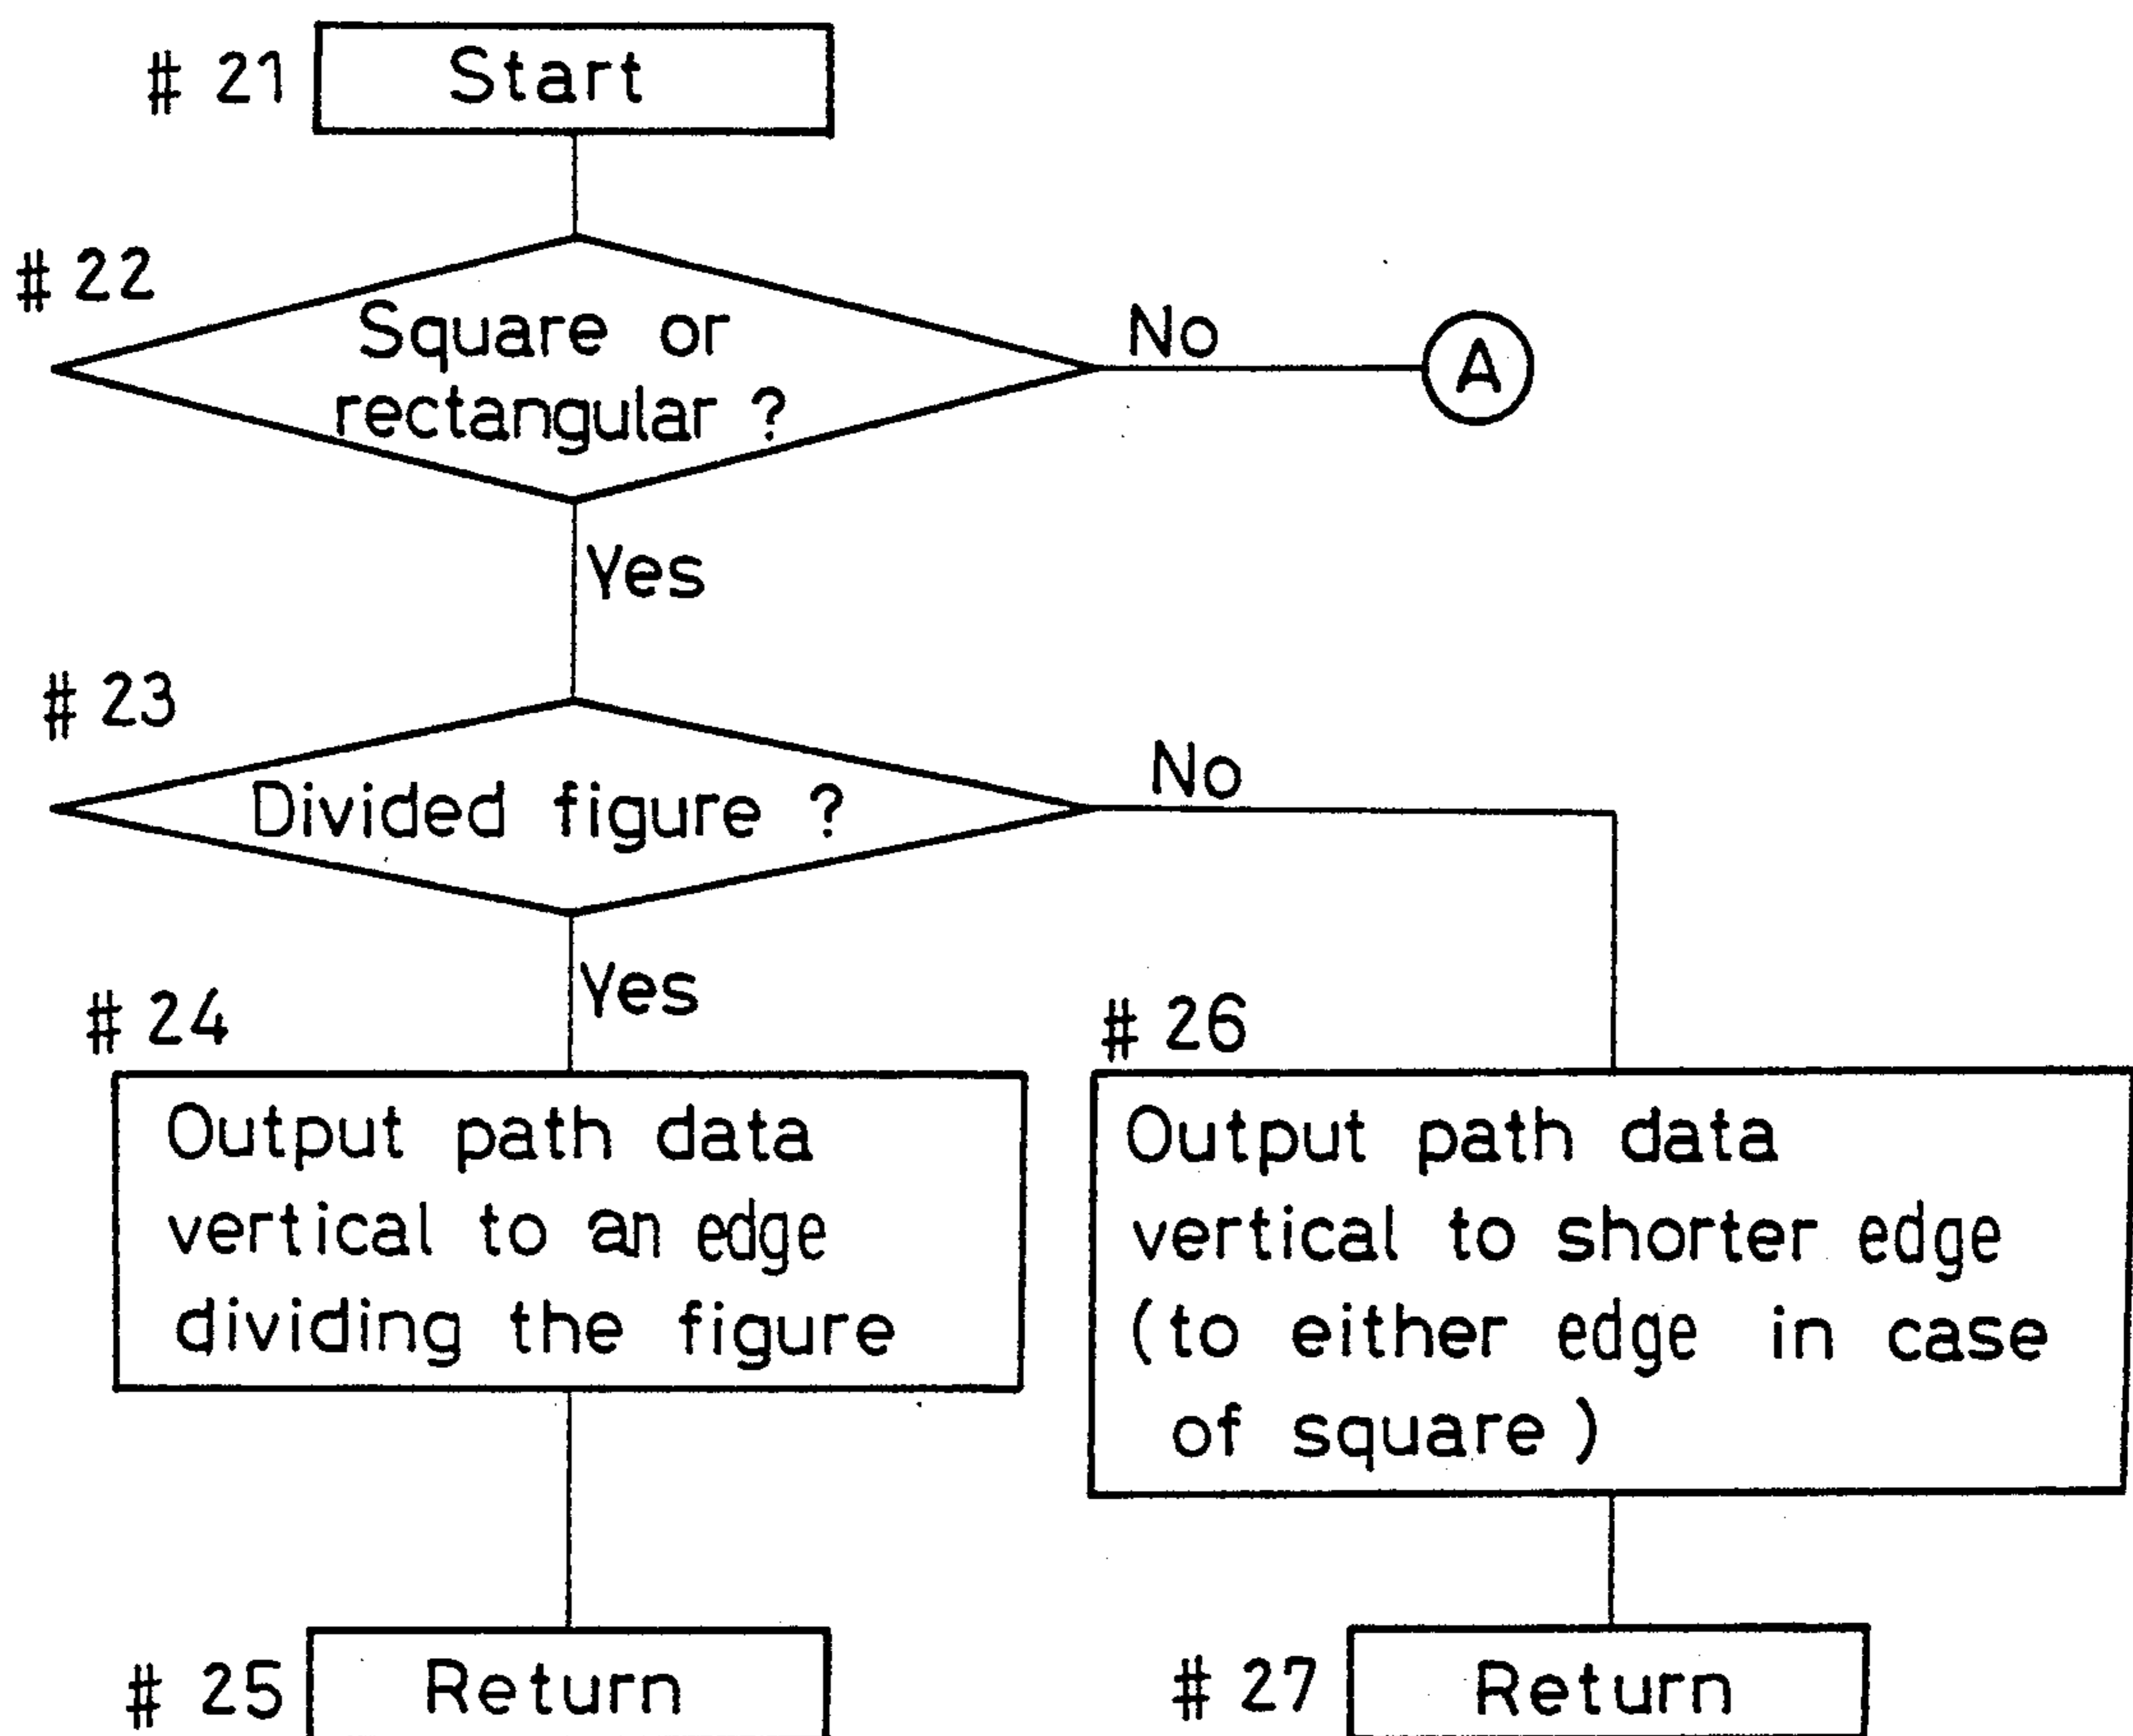 # 21 Start
# 22
Square or
rectangular ?
No
A
Yes
# 23
Divided figure ?
No
Yes
# 24
Output path data
vertical to an edge
dividing the figure
# 26
Output path data
vertical to shorter edge
(to either edge in case
of square)
# 25 Return
# 27 Return